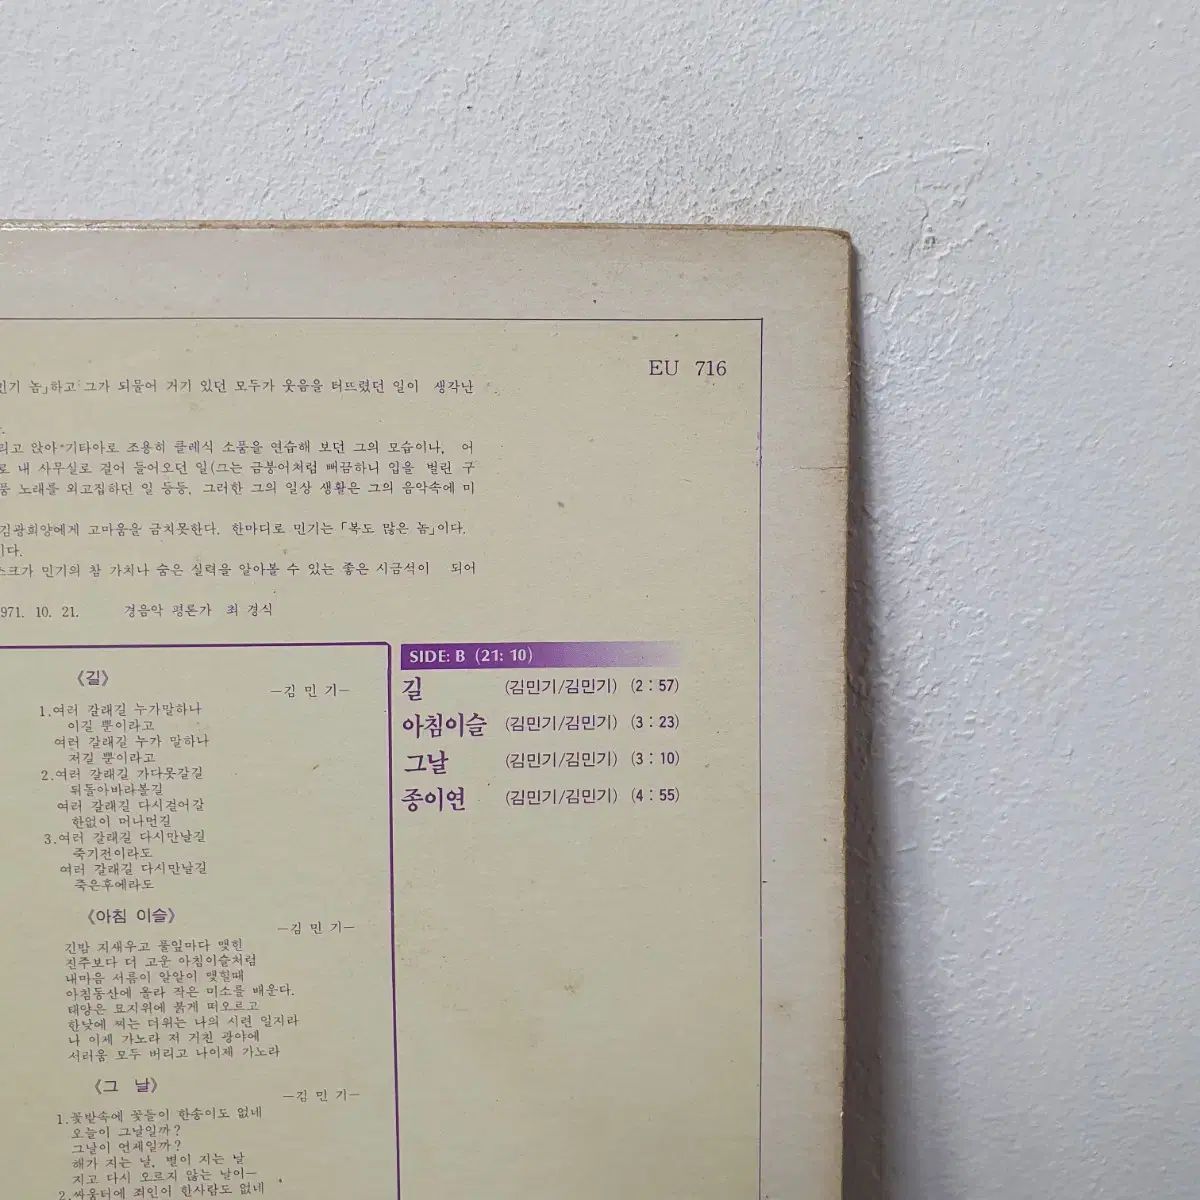 EU 716
민기 놈」하고 그가 되물어 거기 있던 모두가 웃음을 터뜨렸던 일이 생각난
리고 앉아 기타아로 조용히 클래식 소품을 연습해 보던 그의 모습이나, 어
로 내 사무실로 걸어 들어오던 일(그는 금붕어처럼 뻐끔하니 입을 벌린 구
품 노래를 외고집하던 일 등등, 그러한 그의 일상 생활은 그의 음악속에 미
김광희양에게 고마움을 금치못한다. 한마디로 민기는 「복도 많은 놈」이다.
이다.
스크가 민기의 참 가치나 숨은 실력을 알아볼 수 있는 좋은 시금석이 되어
971. 10. 21. 경음악 평론가 최 경식
《길》
—김 민 기—
1.여러 갈래길 누가말하나
이길 뿐이라고
여러 갈래길 누가 말하나
저길 뿐이라고
2.여러 갈래길 가다못갈길
뒤돌아바라볼길
여러 갈래길 다시걸어갈
한없이 머나먼길
3.여러 갈래길 다시만날길
죽기전이라도
여러 갈래길 다시만날길
죽은후에라도
《아침 이슬》
—김 민 기—
긴밤 지새우고 풀잎마다 맺힌
진주보다 더 고운 아침이슬처럼
내마음 서름이 알알이 맺힐때
아침동산에 올라 작은 미소를 배운다.
태양은 묘지위에 붉게 떠오르고
한낮에 찌는 더위는 나의 시련 일지라
나 이제 가노라 저 거친 광야에
서러움 모두 버리고 나이제 가노라
《그 날》
—김 민 기—
1.꽃밭속에 꽃들이 한송이도 없네
오늘이 그날일까?
그날이 언제일까?
해가 지는 날, 별이 지는 날
지고 다시 오르지 않는 날이—
2.싸움터에 죄인이 한사람도 없네
SIDE: B (21: 10)
길 (김민기/김민기) (2 : 57)
아침이슬 (김민기/김민기) (3 : 23)
그날 (김민기/김민기) (3 : 10)
종이연 (김민기/김민기) (4 : 55)